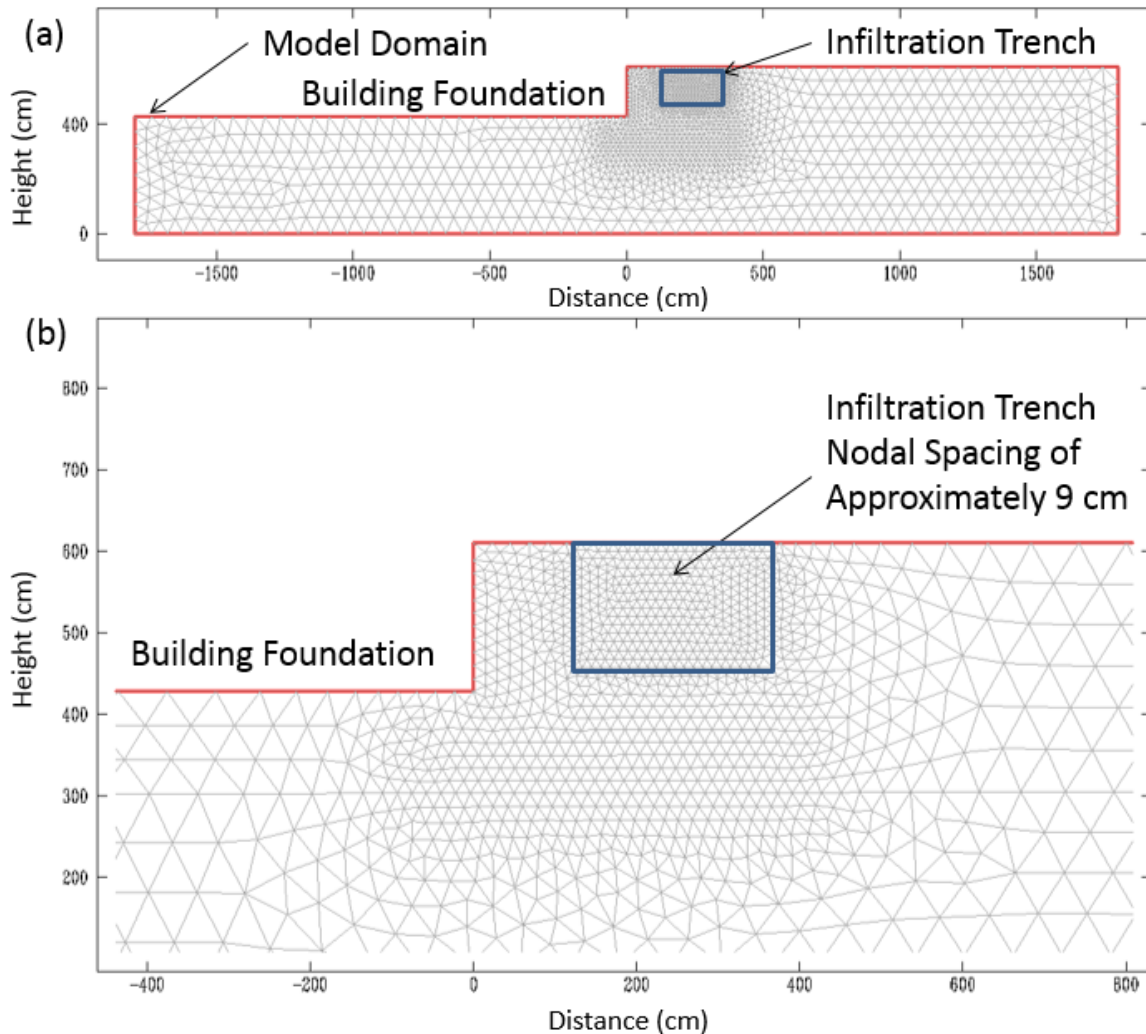 (a)
Model Domain
Infiltration Trench
Building Foundation
400
0
Height (cm)
-1500
-1000
-500
0
500
1000
1500
Distance (cm)
(b)
800
700
600
500
400
300
200
Height (cm)
Infiltration Trench
Nodal Spacing of
Approximately 9 cm
Building Foundation
-400
-200
0
200
400
600
800
Distance (cm)